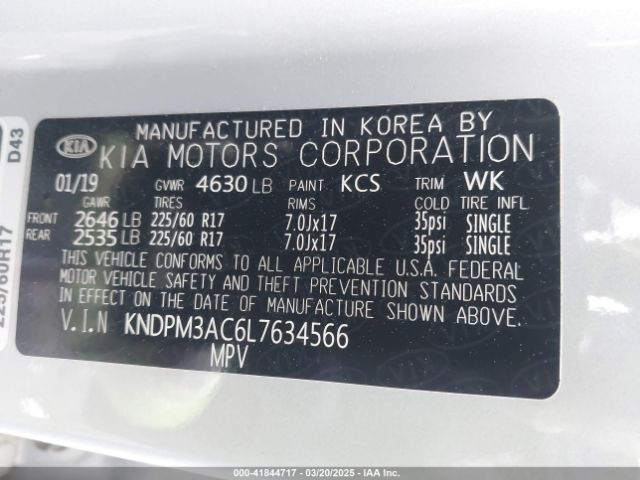 MANUFACTURED IN KOREA BY
KIA KIA MOTORS CORPORATION
01/19 GVWR 4630 LB PAINT KCS TRIM WK
GAWR TIRES RIMS COLD TIRE INFL.
FRONT 2646 LB 225/60 R17 7.0Jx17 35psi SINGLE
REAR 2535 LB 225/60 R17 7.0Jx17 35psi SINGLE
THIS VEHICLE CONFORMS TO ALL APPLICABLE U.S.A. FEDERAL
MOTOR VEHICLE SAFETY AND THEFT PREVENTION STANDARDS
IN EFFECT ON THE DATE OF MANUFACTURE SHOWN ABOVE.
V.I.N KNDPM3AC6L7634566
MPV
D43
225/60R17
000-41844717 - 03/20/2025 - IAA Inc.